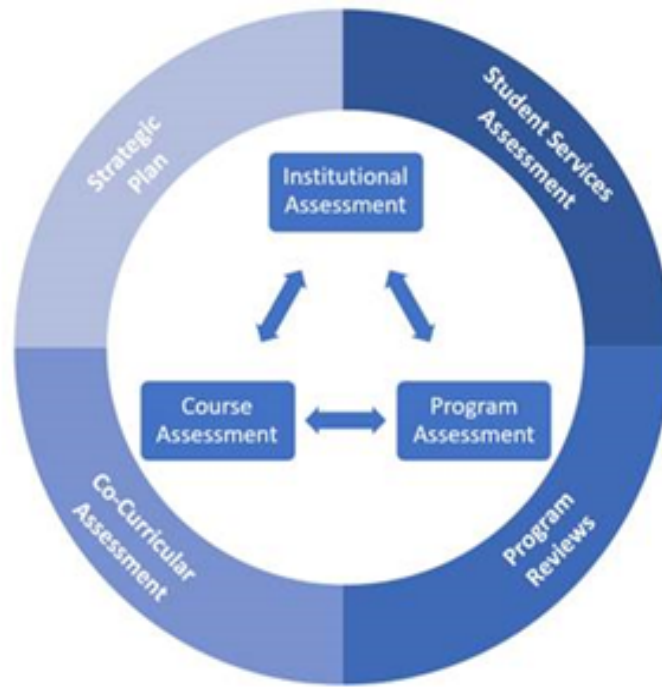 Strategic
Plan
Student Services
Assessment
Institutional
Assessment
Course
Assessment
Program
Assessment
Co-Curricular
Assessment
Program
Reviews